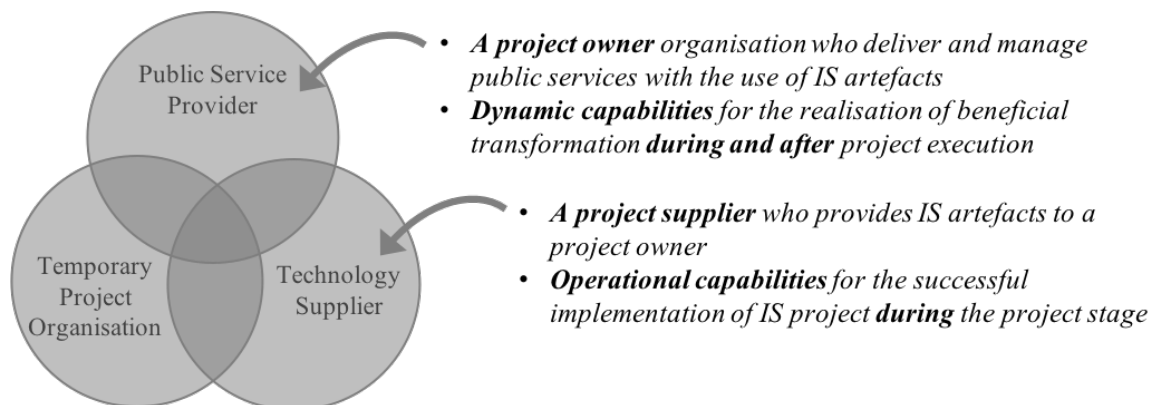 Public Service
Provider
• A project owner organisation who deliver and manage
public services with the use of IS artefacts
• Dynamic capabilities for the realisation of beneficial
transformation during and after project execution
Temporary
Project
Organisation
Technology
Supplier
• A project supplier who provides IS artefacts to a
project owner
• Operational capabilities for the successful
implementation of IS project during the project stage